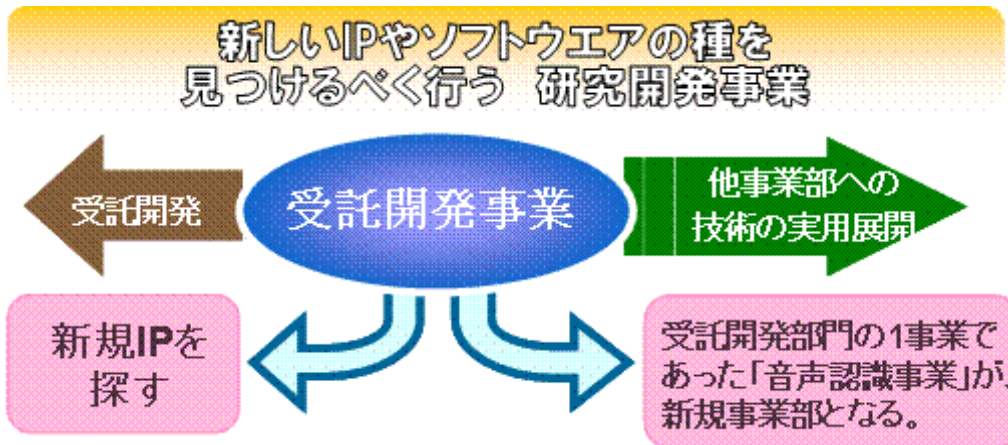 新しいIPやソフトウエアの種を
見つけるべく行う　研究開発事業
受託開発
受託開発事業
他事業部への
技術の実用展開
新規IPを
探す
受託開発部門の1事業で
あった「音声認識事業」が
新規事業部となる。